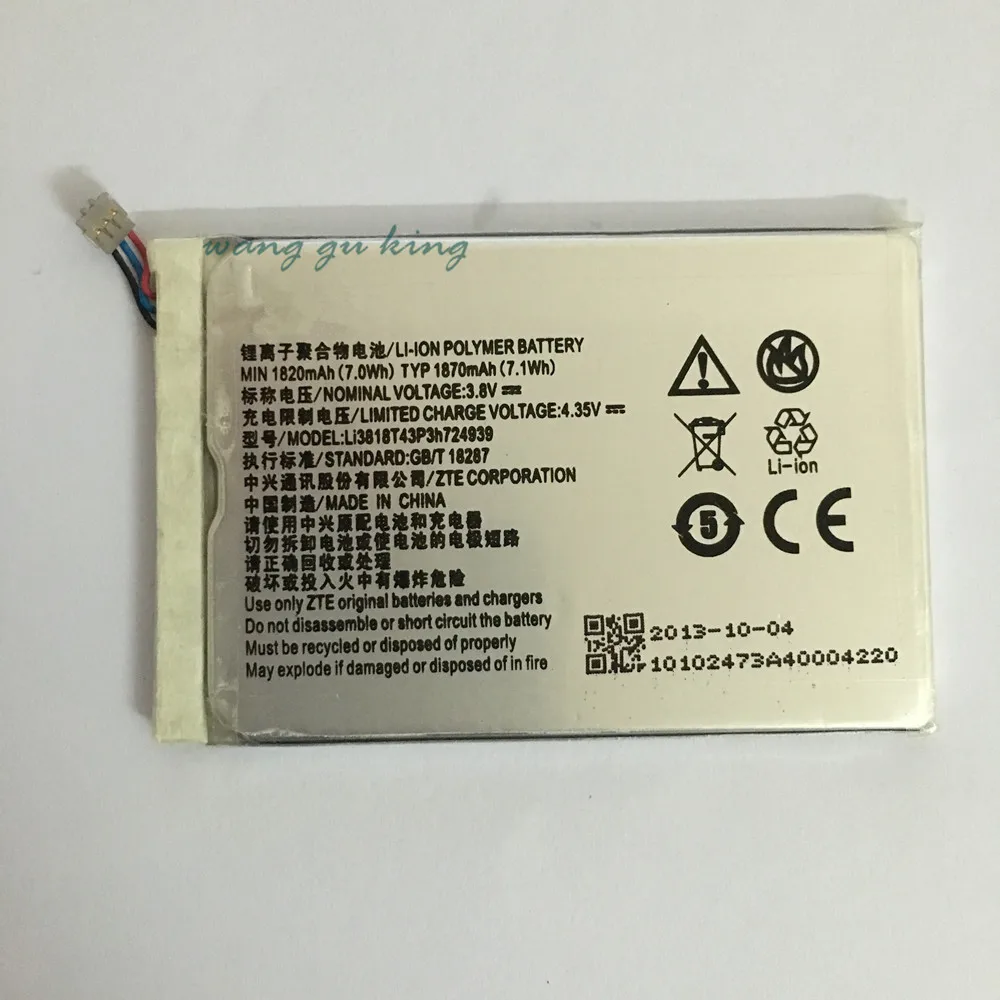 wang gu king
锂离子聚合物电池/LI-ION POLYMER BATTERY
MIN 1820mAh (7.0Wh) TYP 1870mAh (7.1Wh)
标称电压/NOMINAL VOLTAGE:3.8V
充电限制电压/LIMITED CHARGE VOLTAGE:4.35V
型号/MODEL:Li3818T43P3h724939
执行标准/STANDARD:GB/T 18287
中兴通讯股份有限公司/ZTE CORPORATION
中国制造/MADE IN CHINA
请使用中兴原配电池和充电器
切勿拆卸电池或使电池的电极短路
请正确回收或处理
破坏或投入火中有爆炸危险
Use only ZTE original batteries and chargers
Do not disassemble or short circuit the battery
Must be recycled or disposed of properly
May explode if damaged or disposed of in fire
Li-ion
5
CE
2013-10-04
10102473A40004220